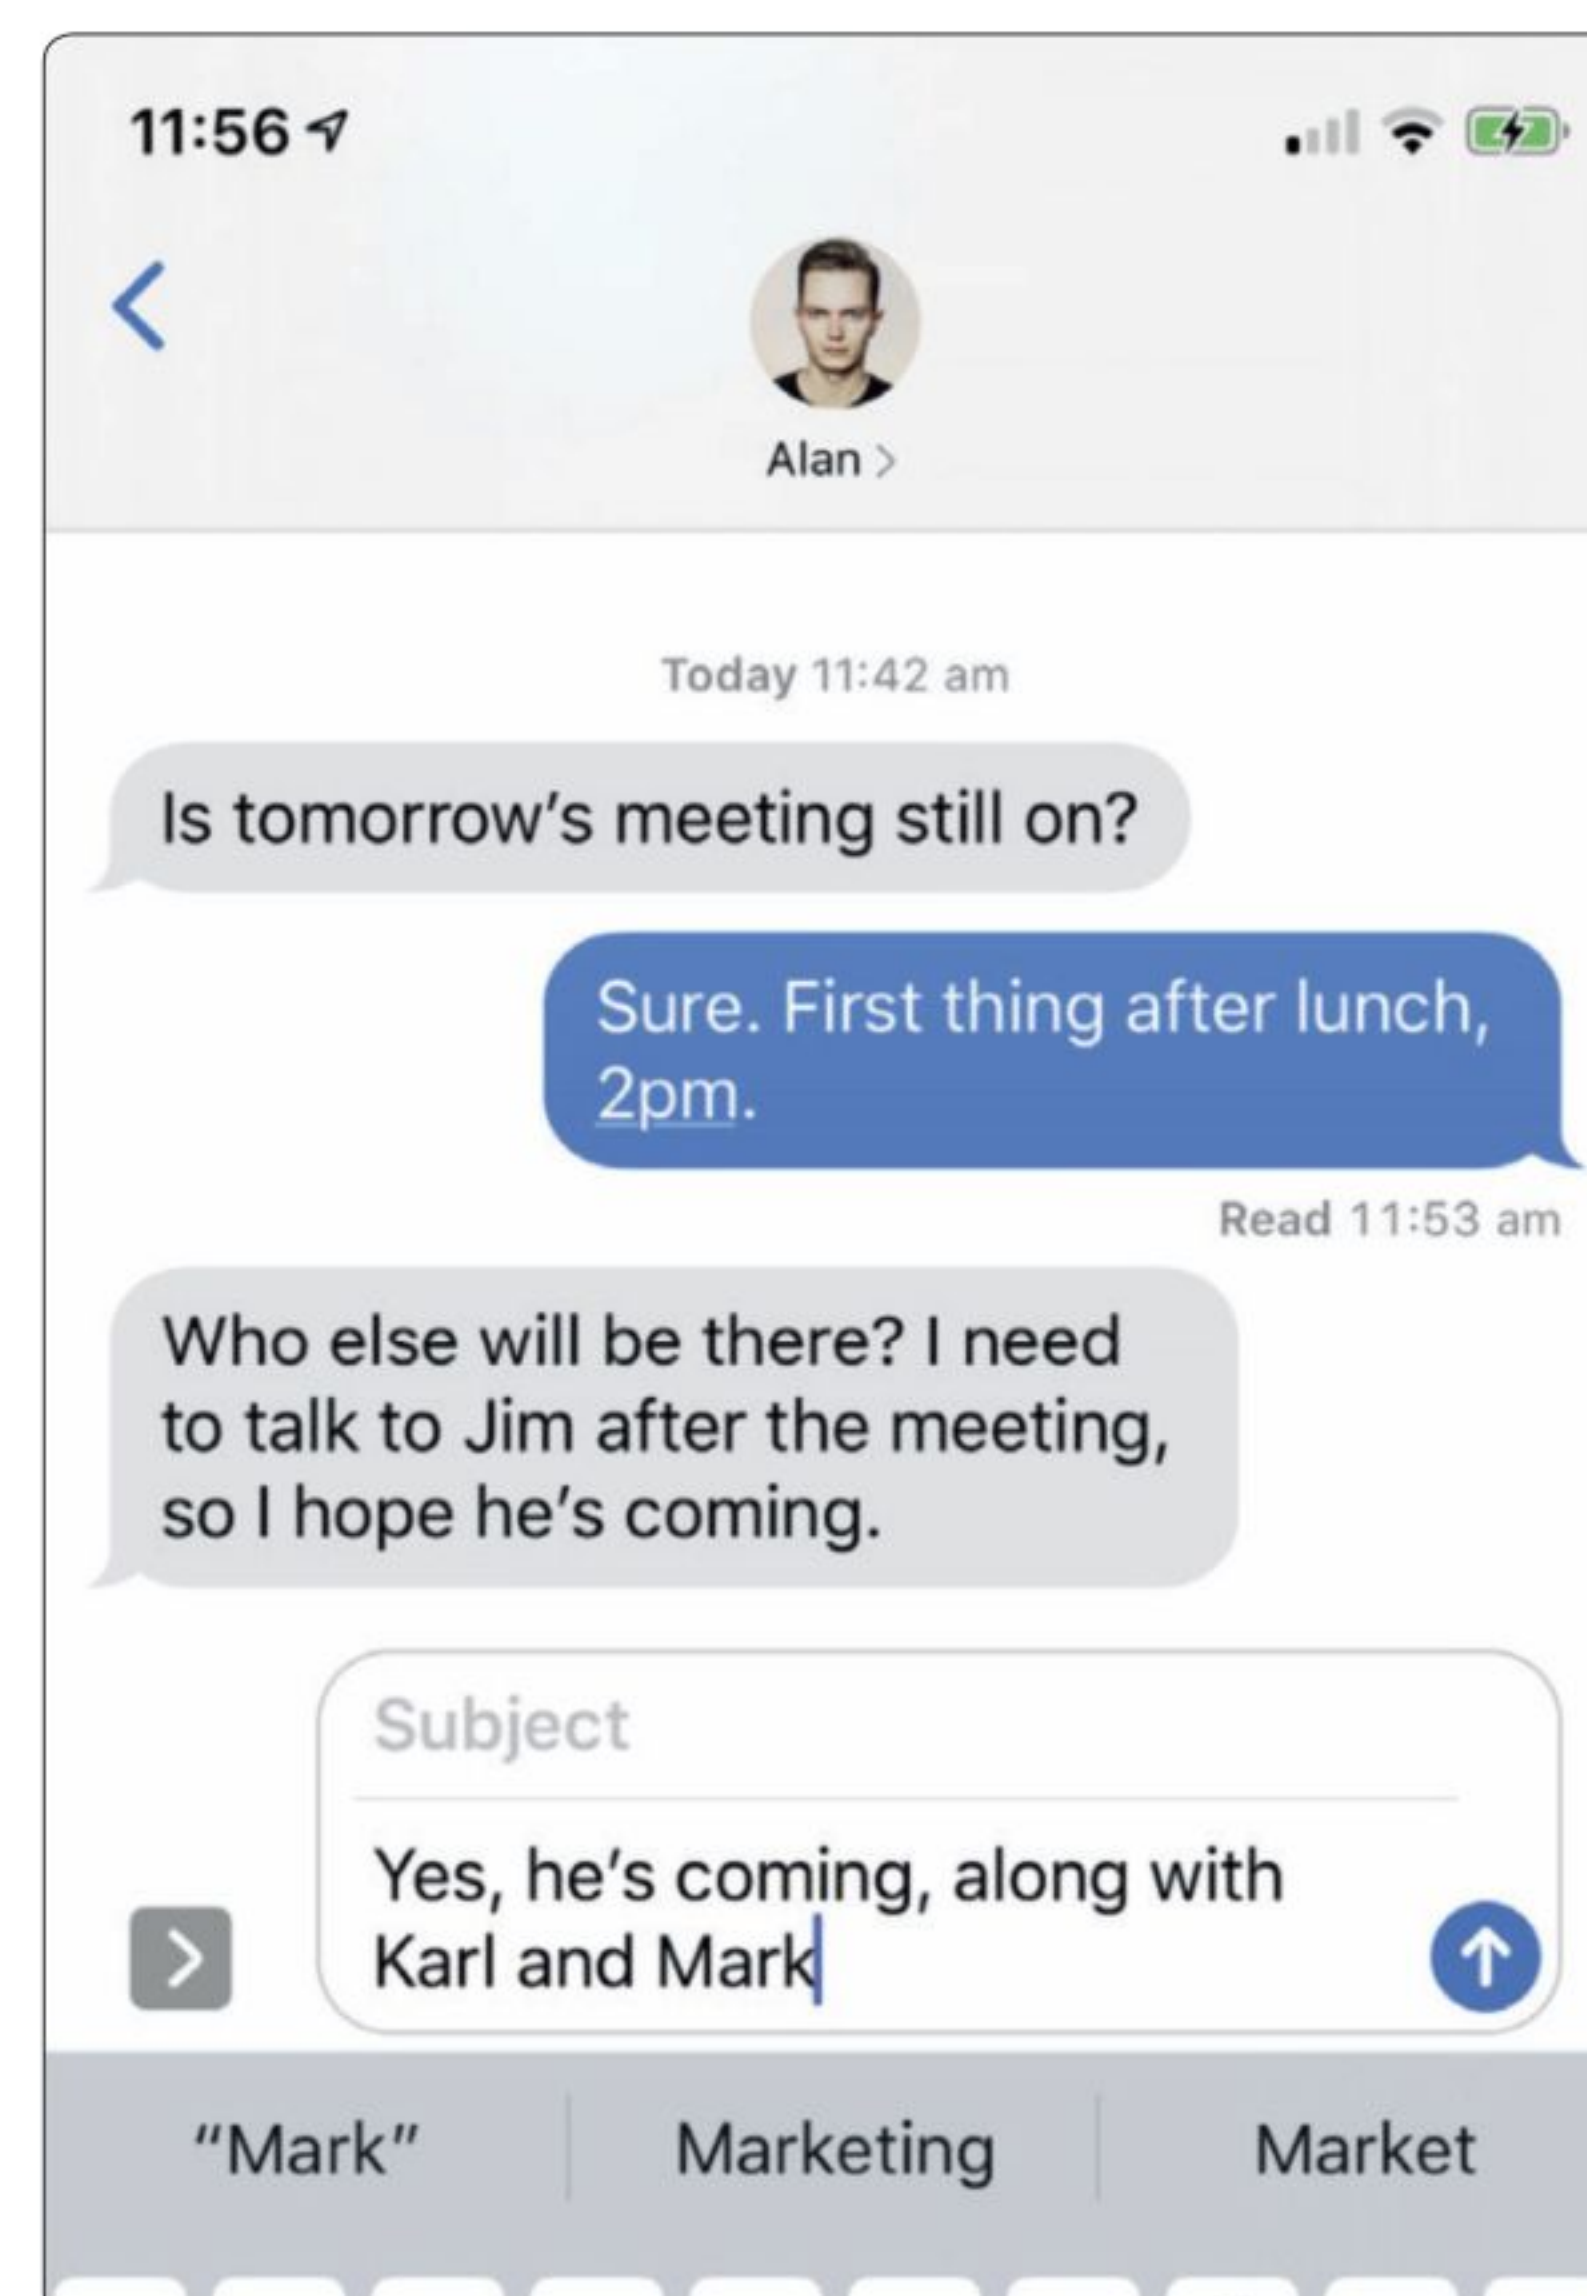 11:56
Alan >
Today 11:42 am
Is tomorrow’s meeting still on?
Sure. First thing after lunch,
2pm.
Read 11:53 am
Who else will be there? I need
to talk to Jim after the meeting,
so I hope he’s coming.
Subject
Yes, he’s coming, along with
Karl and Mark
“Mark” Marketing Market